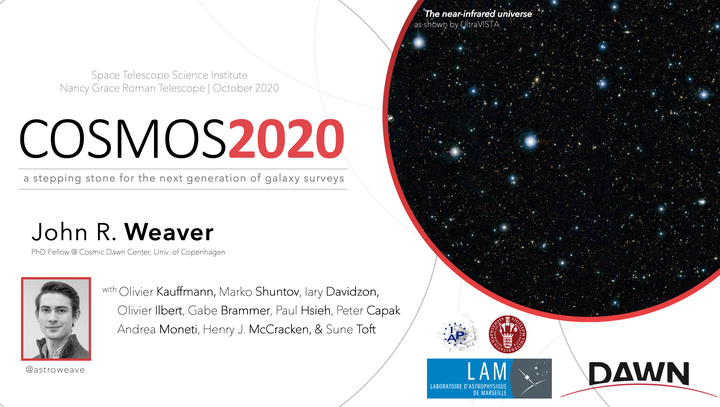 The near-infrared universe
as shown by UltraVISTA
Space Telescope Science Institute
Nancy Grace Roman Telescope | October 2020
COSMOS2020
a stepping stone for the next generation of galaxy surveys
John R. Weaver
PhD Fellow @ Cosmic Dawn Center, Univ. of Copenhagen
with Olivier Kauffmann, Marko Shuntov, Iary Davidzon,
Olivier Ilbert, Gabe Brammer, Paul Hsieh, Peter Capak
Andrea Moneti, Henry J. McCracken, & Sune Toft
@astroweave
IAP
LAM
LABORATOIRE D'ASTROPHYSIQUE
DE MARSEILLE
DAWN